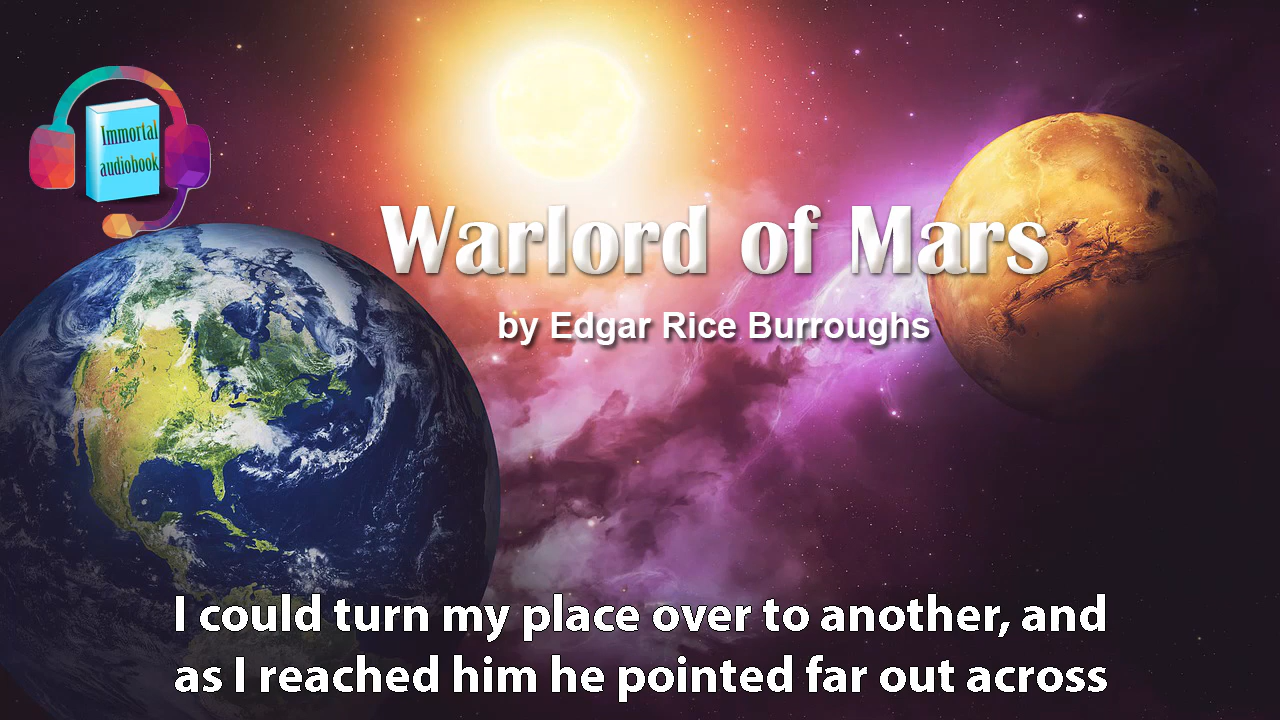 Immortal
audiobook
Warlord of Mars
by Edgar Rice Burroughs
I could turn my place over to another, and
as I reached him he pointed far out across